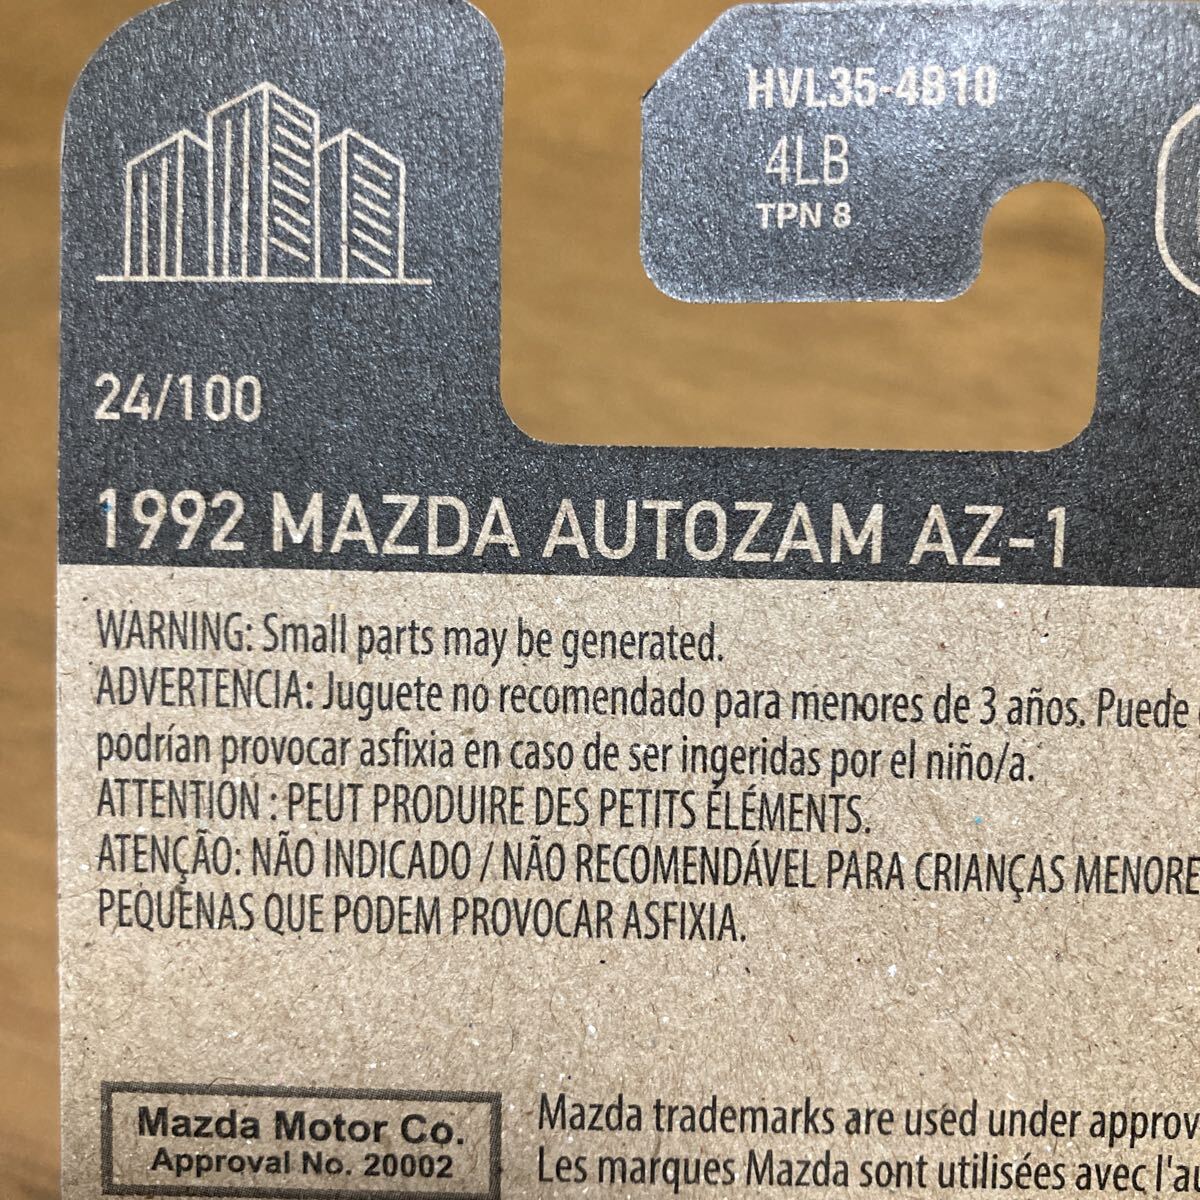 HVL35-4B10
4LB
TPN 8
24/100
1992 MAZDA AUTOZAM AZ-1
WARNING: Small parts may be generated.
ADVERTENCIA: Juguete no recomendado para menores de 3 años. Puede
podrían provocar asfixia en caso de ser ingeridas por el niño/a.
ATTENTION : PEUT PRODUIRE DES PETITS ÉLÉMENTS.
ATENÇÃO: NÃO INDICADO / NÃO RECOMENDÁVEL PARA CRIANÇAS MENORE
PEQUENAS QUE PODEM PROVOCAR ASFIXIA.
Mazda Motor Co.
Approval No. 20002
Mazda trademarks are used under approv
Les marques Mazda sont utilisées avec l'au